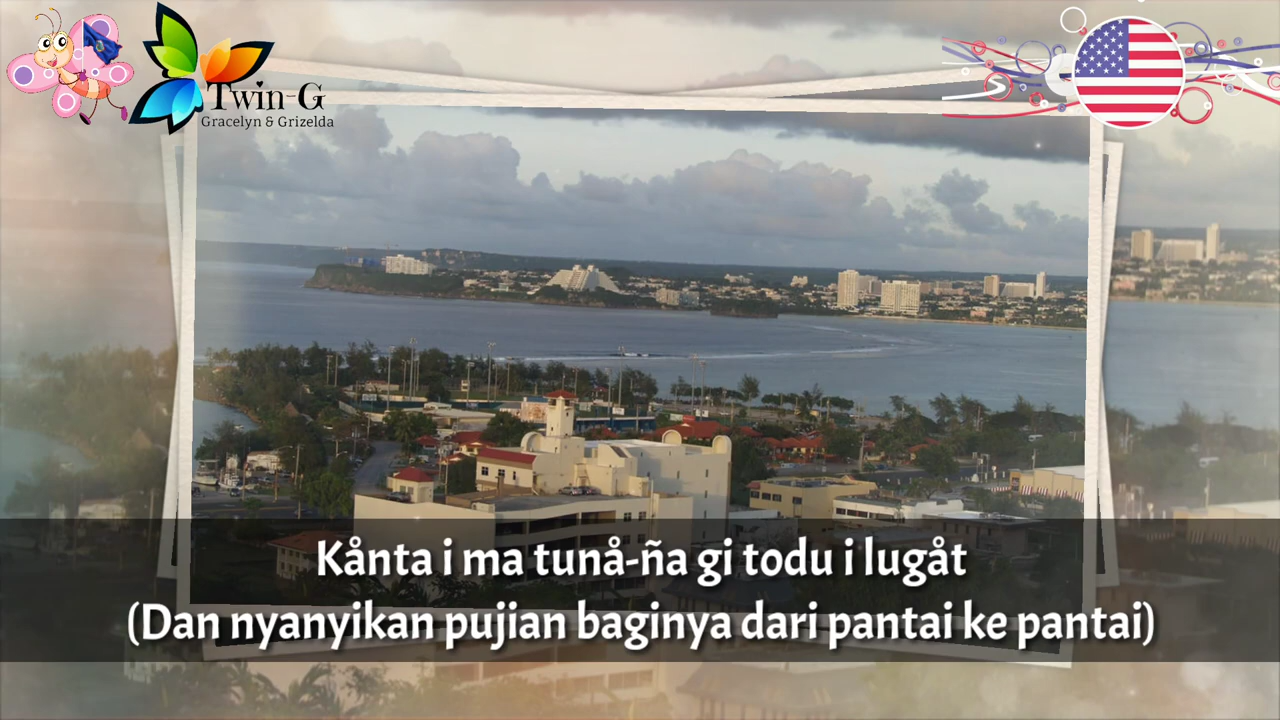 Twin-G
Gracelyn & Grizelda
Kånta i ma tunå-ña gi todu i lugåt
(Dan nyanyikan pujian baginya dari pantai ke pantai)